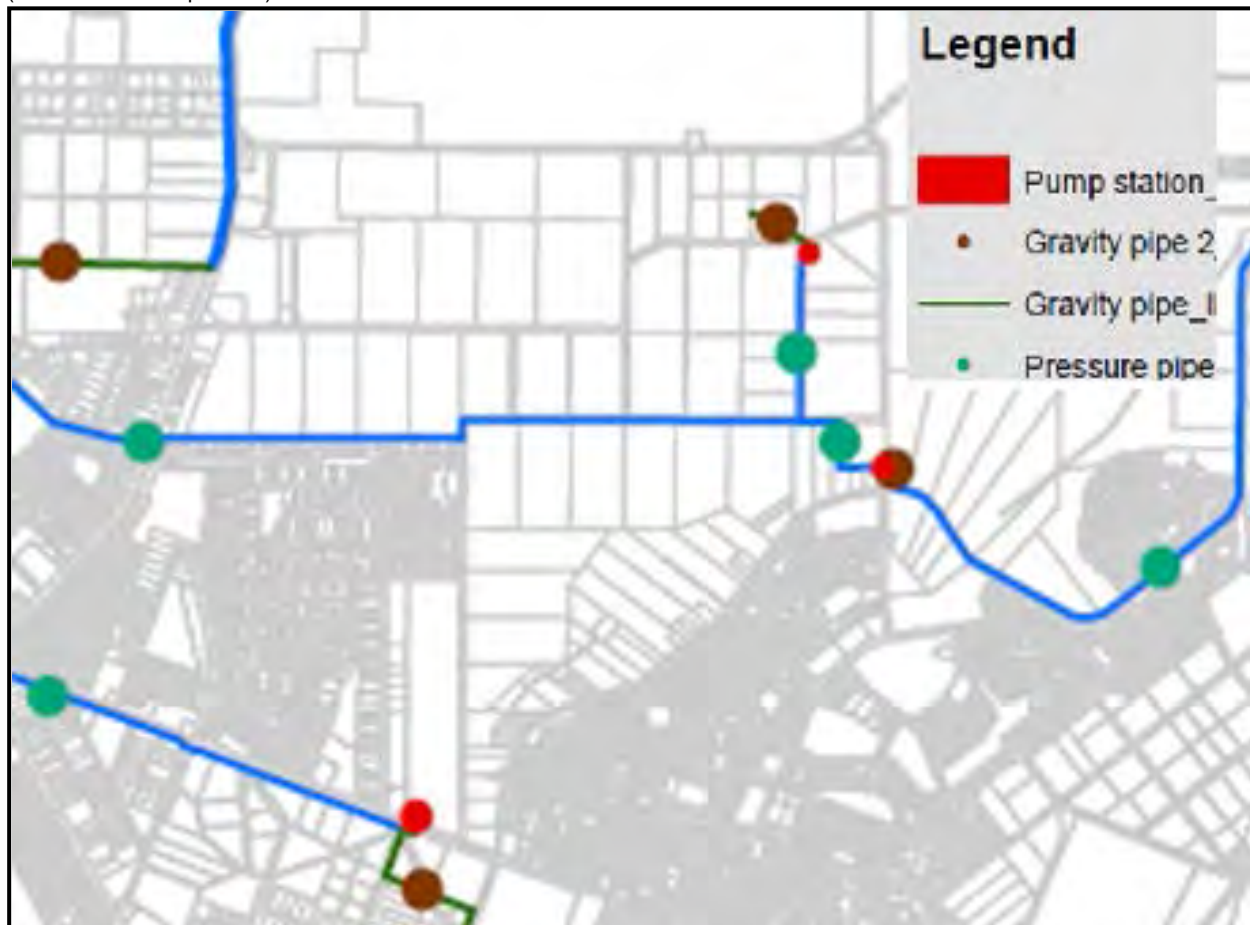 Legend
Pump station_
Gravity pipe 2
Gravity pipe_l
Pressure pipe